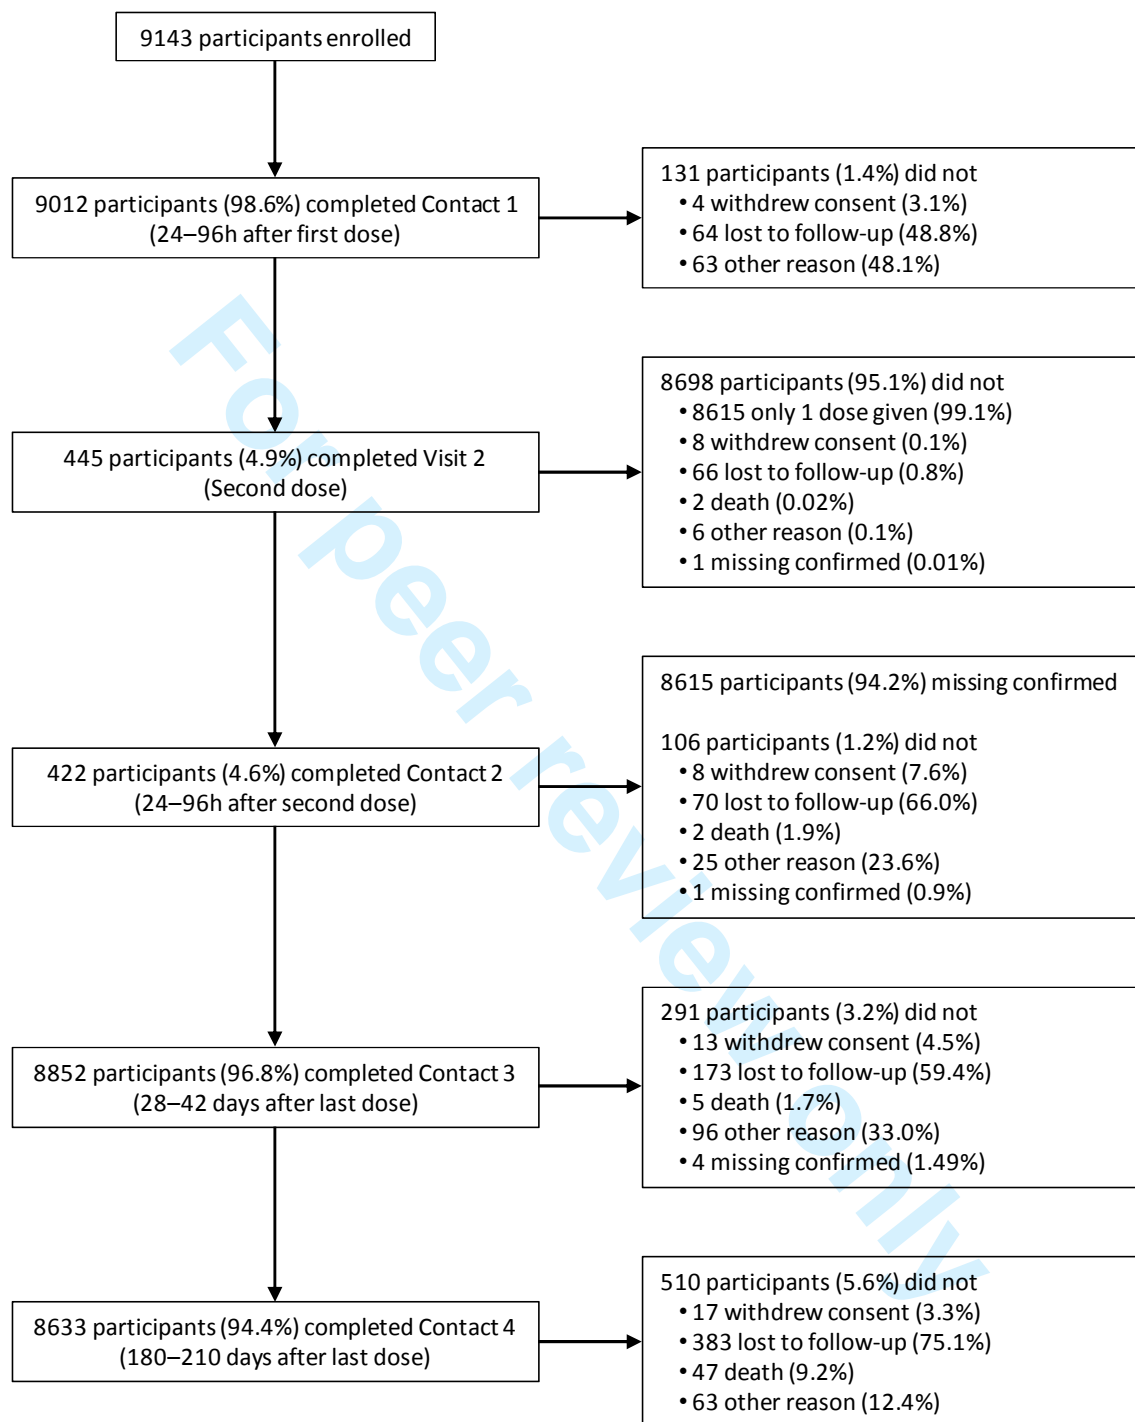 9143 participants enrolled
9012 participants (98.6%) completed Contact 1
(24–96h after first dose)
131 participants (1.4%) did not
• 4 withdrew consent (3.1%)
• 64 lost to follow-up (48.8%)
• 63 other reason (48.1%)
445 participants (4.9%) completed Visit 2
(Second dose)
8698 participants (95.1%) did not
• 8615 only 1 dose given (99.1%)
• 8 withdrew consent (0.1%)
• 66 lost to follow-up (0.8%)
• 2 death (0.02%)
• 6 other reason (0.1%)
• 1 missing confirmed (0.01%)
422 participants (4.6%) completed Contact 2
(24–96h after second dose)
8615 participants (94.2%) missing confirmed
106 participants (1.2%) did not
• 8 withdrew consent (7.6%)
• 70 lost to follow-up (66.0%)
• 2 death (1.9%)
• 25 other reason (23.6%)
• 1 missing confirmed (0.9%)
8852 participants (96.8%) completed Contact 3
(28–42 days after last dose)
291 participants (3.2%) did not
• 13 withdrew consent (4.5%)
• 173 lost to follow-up (59.4%)
• 5 death (1.7%)
• 96 other reason (33.0%)
• 4 missing confirmed (1.49%)
8633 participants (94.4%) completed Contact 4
(180–210 days after last dose)
510 participants (5.6%) did not
• 17 withdrew consent (3.3%)
• 383 lost to follow-up (75.1%)
• 47 death (9.2%)
• 63 other reason (12.4%)
For peer review only